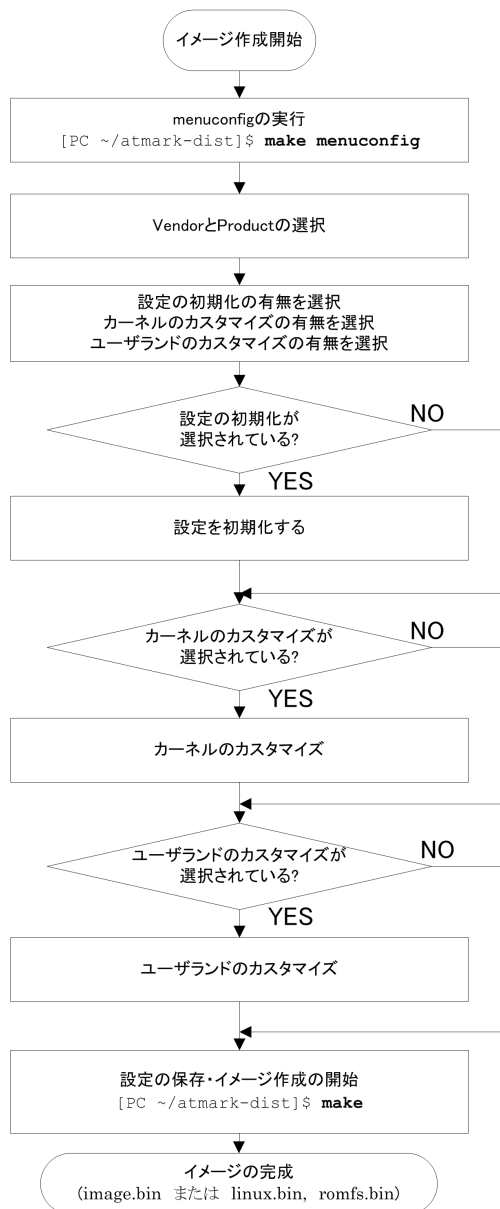 イメージ作成開始
menuconfigの実行
[PC ~/atmark-dist]$ make menuconfig
VendorとProductの選択
設定の初期化の有無を選択
カーネルのカスタマイズの有無を選択
ユーザランドのカスタマイズの有無を選択
設定の初期化が
選択されている?
NO
YES
設定を初期化する
カーネルのカスタマイズが
選択されている?
NO
YES
カーネルのカスタマイズ
ユーザランドのカスタマイズが
選択されている?
NO
YES
ユーザランドのカスタマイズ
設定の保存・イメージ作成の開始
[PC ~/atmark-dist]$ make
イメージの完成
(image.bin または linux.bin, romfs.bin)